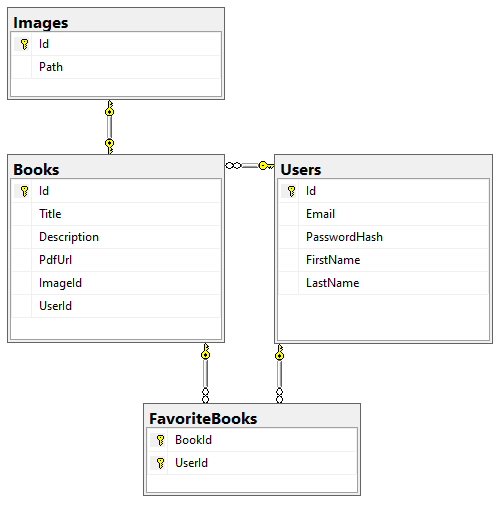 Images
Id
Path
Books
Id
Title
Description
PdfUrl
ImageId
UserId
Users
Id
Email
PasswordHash
FirstName
LastName
FavoriteBooks
BookId
UserId